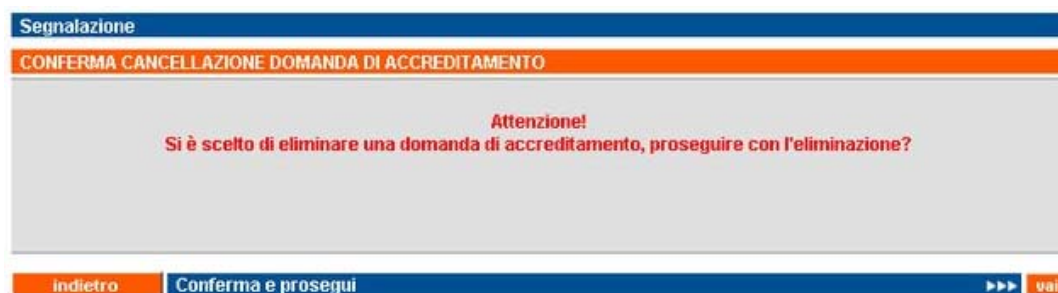 Segnalazione
CONFERMA CANCELLAZIONE DOMANDA DI ACCREDITAMENTO
Attenzione!
Si è scelto di eliminare una domanda di accreditamento, proseguire con l'eliminazione?
indietro Conferma e prosegui ►►► vai